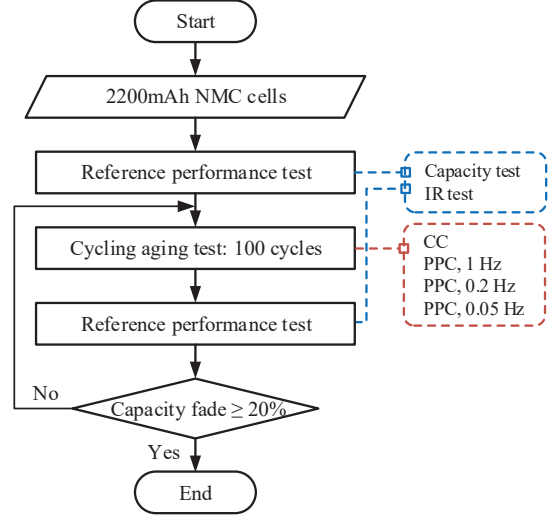 Start
2200mAh NMC cells
Reference performance test
Capacity test
IR test
Cycling aging test: 100 cycles
CC
PPC, 1 Hz
PPC, 0.2 Hz
PPC, 0.05 Hz
Reference performance test
No
Capacity fade ≥ 20%
Yes
End